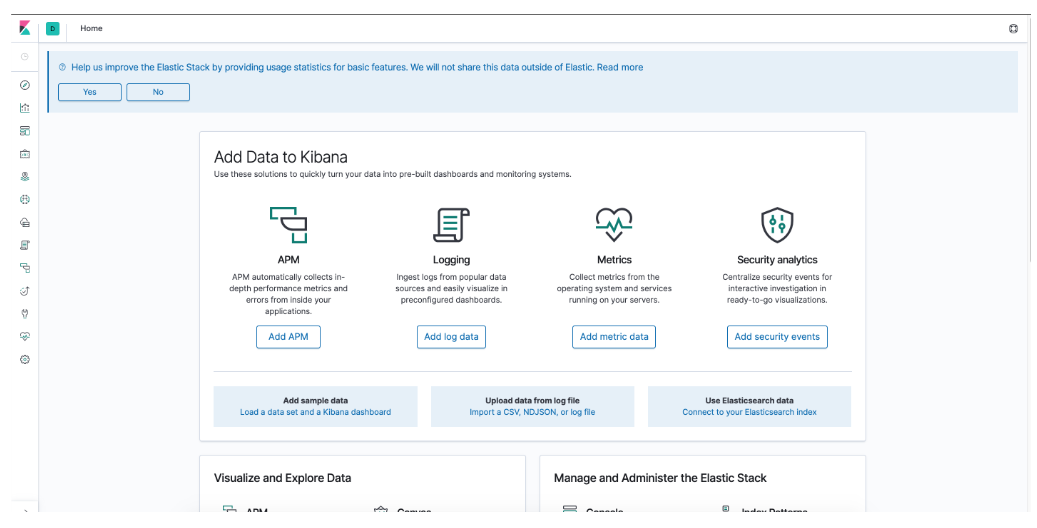 D Home
Help us improve the Elastic Stack by providing usage statistics for basic features. We will not share this data outside of Elastic. Read more
Yes No
Add Data to Kibana
Use these solutions to quickly turn your data into pre-built dashboards and monitoring systems.
APM
APM automatically collects in-
depth performance metrics and
errors from inside your
applications.
Add APM
Logging
Ingest logs from popular data
sources and easily visualize in
preconfigured dashboards.
Add log data
Metrics
Collect metrics from the
operating system and services
running on your servers.
Add metric data
Security analytics
Centralize security events for
interactive investigation in
ready-to-go visualizations.
Add security events
Add sample data
Load a data set and a Kibana dashboard
Upload data from log file
Import a CSV, NDJSON, or log file
Use Elasticsearch data
Connect to your Elasticsearch index
Visualize and Explore Data
APM Canvas
Manage and Administer the Elastic Stack
Console Index Patterns